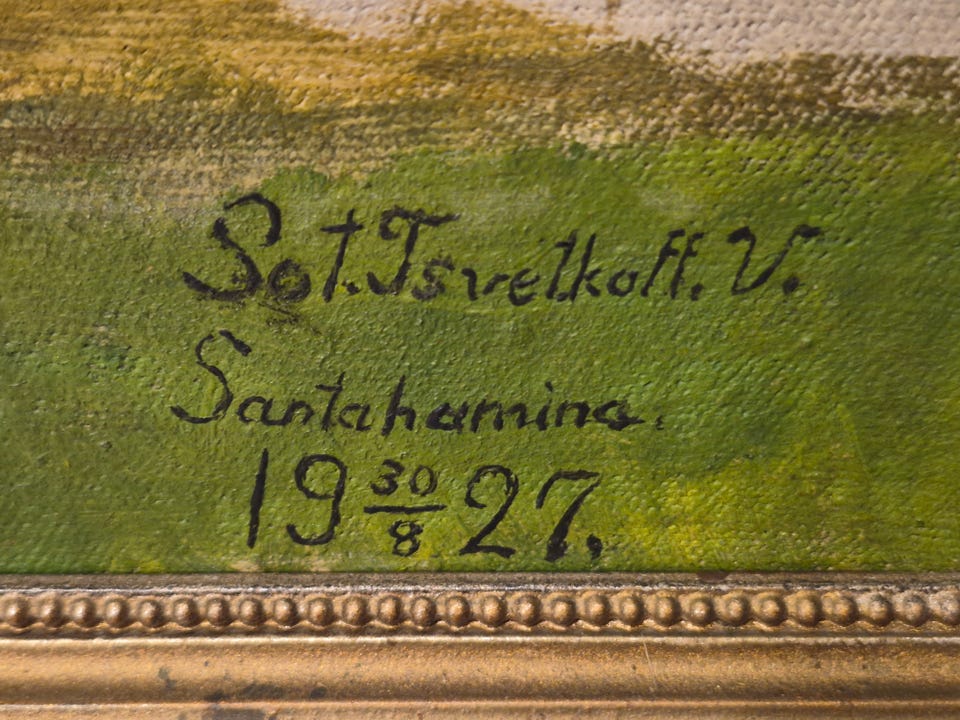 Sot. Tsvetkoff. V.
Santahamina.
19 30/8 27.